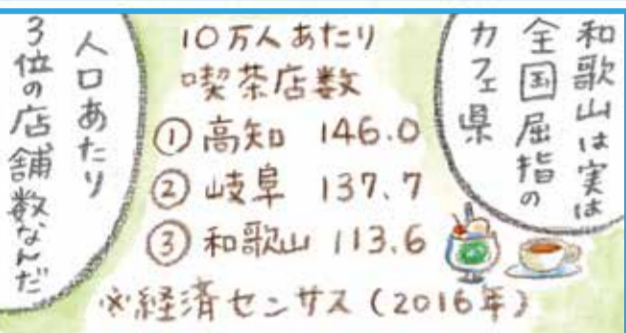 和歌山は実は
全国屈指の
カフェ県
10万人あたり
喫茶店数
① 高知 146.0
② 岐阜 137.7
③ 和歌山 113.6
※経済センサス(2016年)
人口あたり
3位の店舗数なんだ